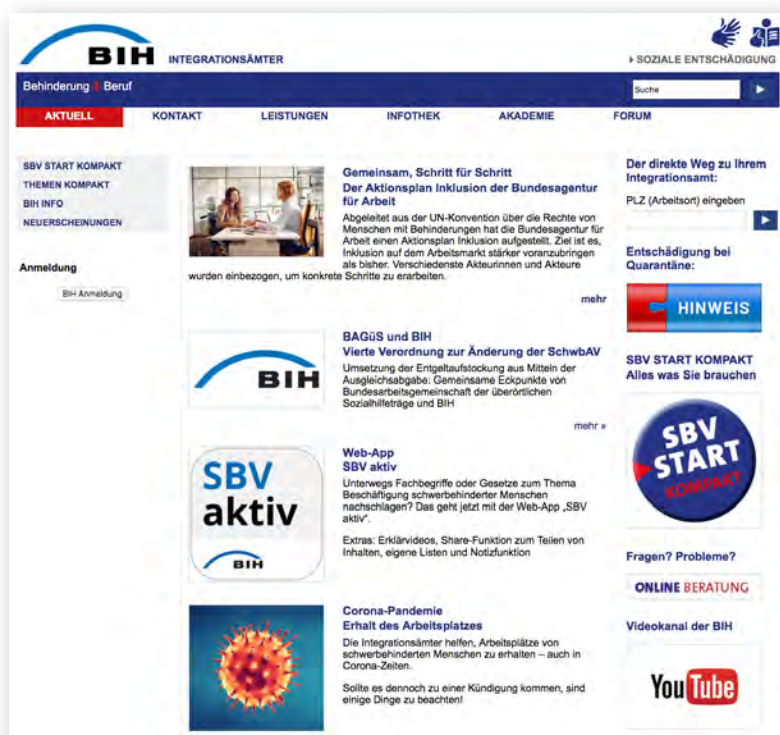 BIH INTEGRATIONSÄMTER
SOZIALE ENTSCHÄDIGUNG
Behinderung Beruf
Suche
AKTUELL KONTAKT LEISTUNGEN INFOTHEK AKADEMIE FORUM
SBV START KOMPAKT
THEMEN KOMPAKT
BIH INFO
NEUERSCHEINUNGEN
Anmeldung
BIH Anmeldung
Gemeinsam, Schritt für Schritt
Der Aktionsplan Inklusion der Bundesagentur
für Arbeit
Abgeleitet aus der UN-Konvention über die Rechte von
Menschen mit Behinderungen hat die Bundesagentur für
Arbeit einen Aktionsplan Inklusion aufgestellt. Ziel ist es,
Inklusion auf dem Arbeitsmarkt stärker voranzubringen
als bisher. Verschiedenste Akteurinnen und Akteure
wurden einbezogen, um konkrete Schritte zu erarbeiten.
mehr
BIH
BAGüS und BIH
Vierte Verordnung zur Änderung der SchwbAV
Umsetzung der Entgeltaufstockung aus Mitteln der
Ausgleichsabgabe: Gemeinsame Eckpunkte von
Bundesarbeitsgemeinschaft der überörtlichen
Sozialhilfeträge und BIH
mehr »
SBV
aktiv
BIH
Web-App
SBV aktiv
Unterwegs Fachbegriffe oder Gesetze zum Thema
Beschäftigung schwerbehinderter Menschen
nachschlagen? Das geht jetzt mit der Web-App „SBV
aktiv“.
Extras: Erklärvideos, Share-Funktion zum Teilen von
Inhalten, eigene Listen und Notizfunktion
Corona-Pandemie
Erhalt des Arbeitsplatzes
Die Integrationsämter helfen, Arbeitsplätze von
schwerbehinderten Menschen zu erhalten – auch in
Corona-Zeiten.
Sollte es dennoch zu einer Kündigung kommen, sind
einige Dinge zu beachten!
Der direkte Weg zu Ihrem
Integrationsamt:
PLZ (Arbeitsort) eingeben
Entschädigung bei
Quarantäne:
BIH HINWEIS
SBV START KOMPAKT
Alles was Sie brauchen
SBV
START
KOMPAKT
Fragen? Probleme?
ONLINE BERATUNG
Videokanal der BIH
YouTube